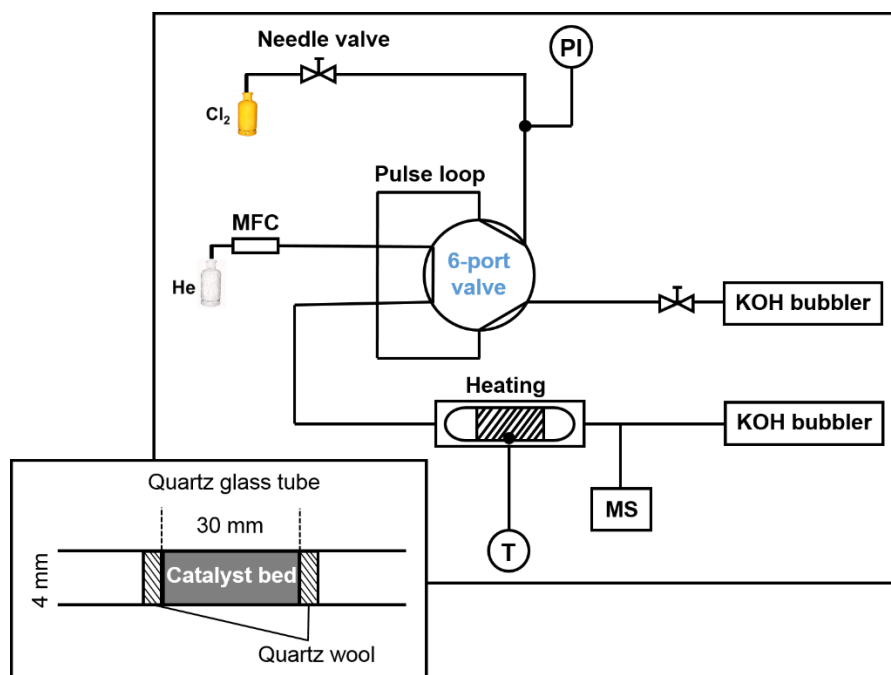 Needle valve
PI
Cl₂
Pulse loop
MFC
6-port
valve
He
KOH bubbler
Heating
KOH bubbler
MS
T
Quartz glass tube
30 mm
4 mm
Catalyst bed
Quartz wool